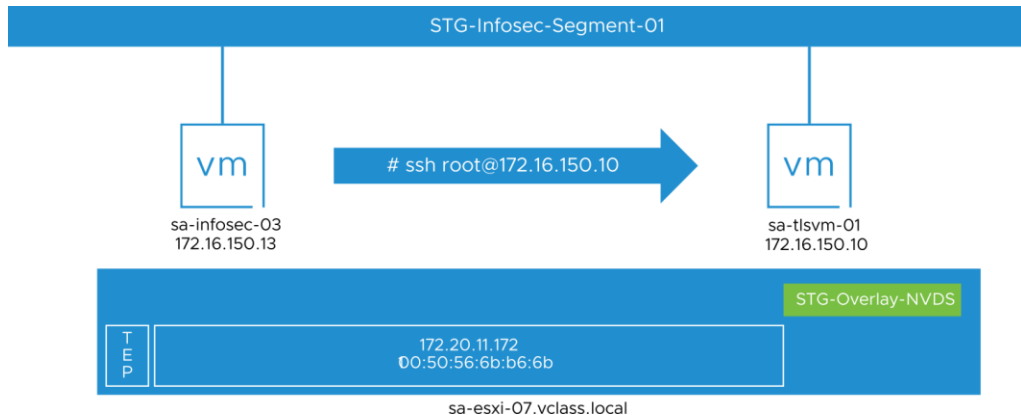 STG-Infosec-Segment-01
vm
# ssh root@172.16.150.10
vm
sa-infosec-03
172.16.150.13
sa-tlsvm-01
172.16.150.10
STG-Overlay-NVDS
TEP
172.20.11.172
00:50:56:6b:b6:6b
sa-esxi-07.vclass.local